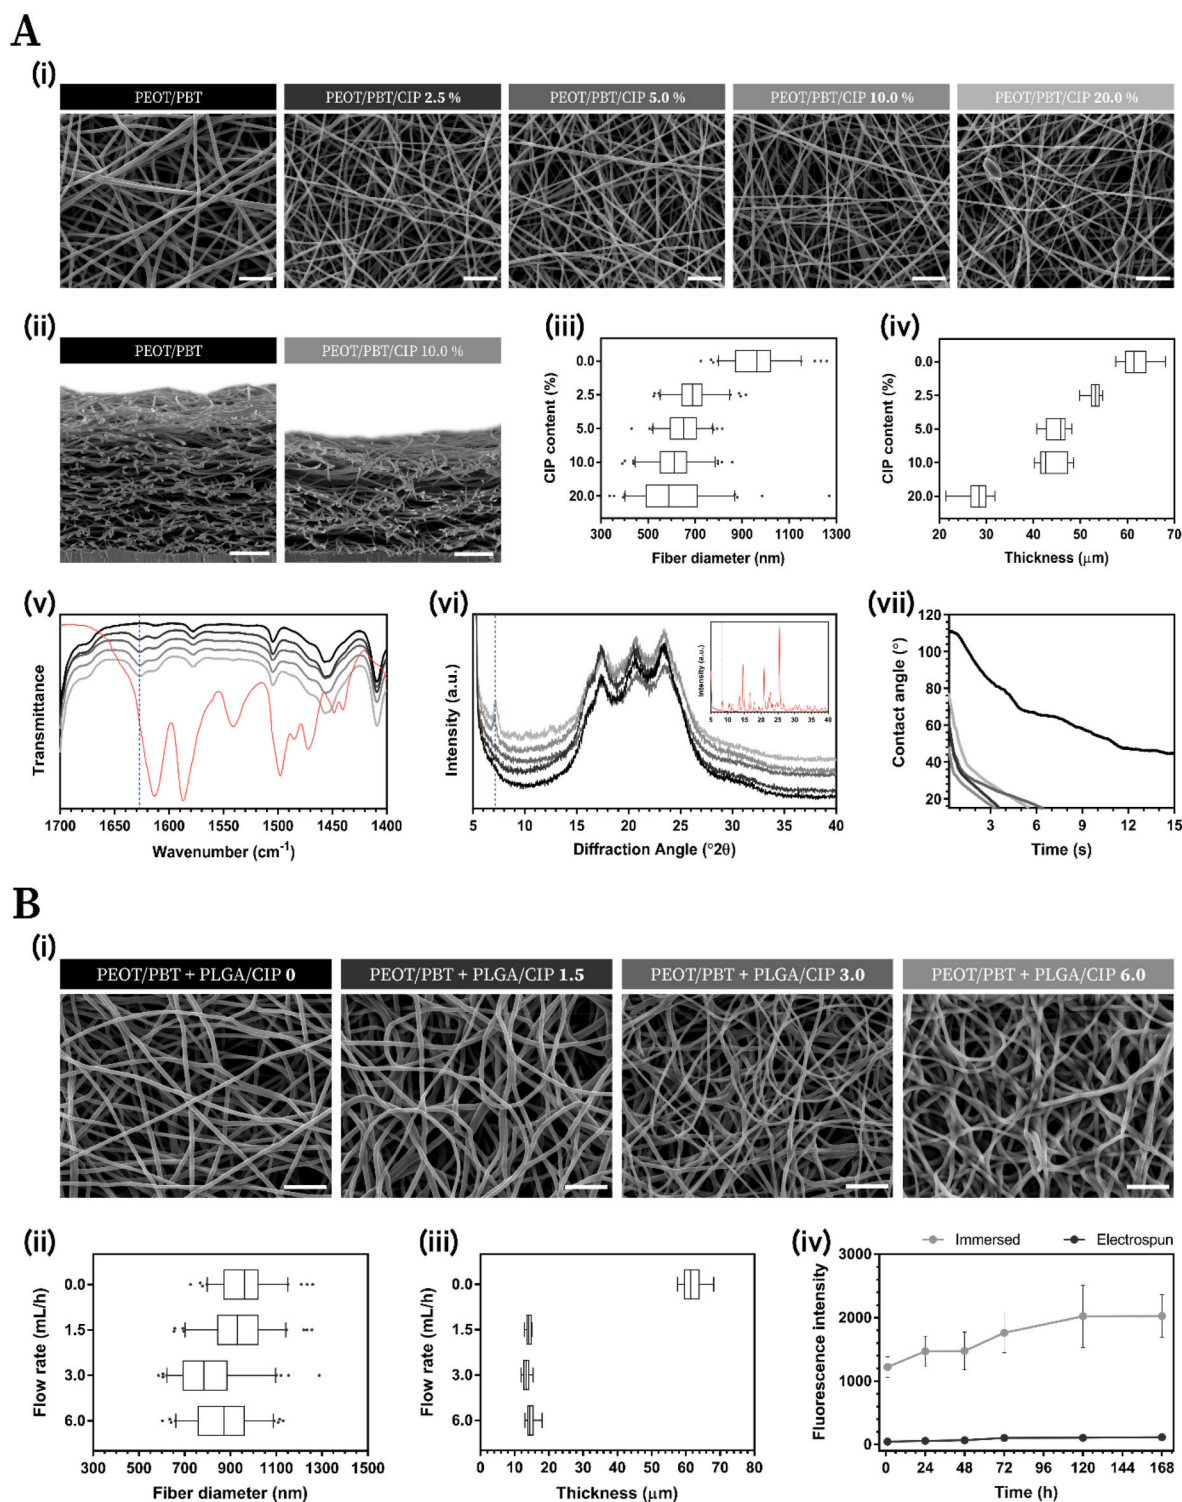 A
(i)
PEOT/PBT
PEOT/PBT/CIP 2.5 %
PEOT/PBT/CIP 5.0 %
PEOT/PBT/CIP 10.0 %
PEOT/PBT/CIP 20.0 %
(ii)
PEOT/PBT
PEOT/PBT/CIP 10.0 %
(iii)
CIP content (%)
0.0
2.5
5.0
10.0
20.0
300 500 700 900 1100 1300
Fiber diameter (nm)
(iv)
CIP content (%)
0.0
2.5
5.0
10.0
20.0
20 30 40 50 60 70
Thickness (μm)
(v)
Transmittance
1700 1650 1600 1550 1500 1450 1400
Wavenumber (cm⁻¹)
(vi)
Intensity (a.u.)
5 10 15 20 25 30 35 40
Diffraction Angle (°2θ)
Intensity (a.u.)
5 10 15 20 25 30 35 40
(vii)
Contact angle (°)
120
100
80
60
40
20
3 6 9 12 15
Time (s)
B
(i)
PEOT/PBT + PLGA/CIP 0
PEOT/PBT + PLGA/CIP 1.5
PEOT/PBT + PLGA/CIP 3.0
PEOT/PBT + PLGA/CIP 6.0
(ii)
Flow rate (mL/h)
0.0
1.5
3.0
6.0
300 500 700 900 1100 1300 1500
Fiber diameter (nm)
(iii)
Flow rate (mL/h)
0.0
1.5
3.0
6.0
0 10 20 30 40 50 60 70 80
Thickness (μm)
(iv)
Immersed
Electrospun
Fluorescence intensity
3000
2000
1000
0
0 24 48 72 96 120 144 168
Time (h)